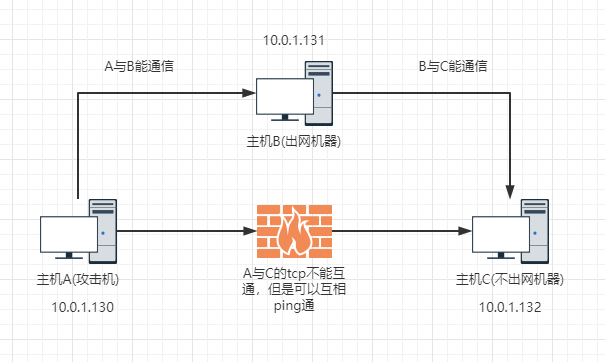 10.0.1.131
A与B能通信
B与C能通信
主机B(出网机器)
A与C的tcp不能互
通，但是可以互相
ping通
主机A(攻击机)
主机C(不出网机器)
10.0.1.130
10.0.1.132